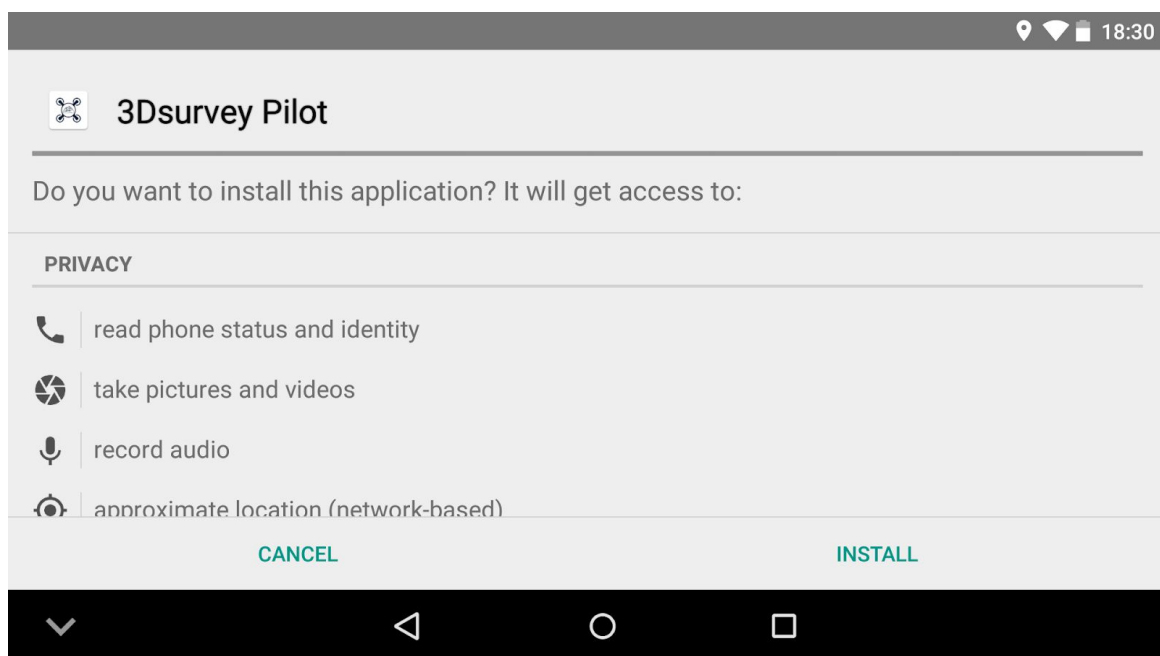 18:30
3Dsurvey Pilot
Do you want to install this application? It will get access to:
PRIVACY
read phone status and identity
take pictures and videos
record audio
approximate location (network-based)
CANCEL INSTALL